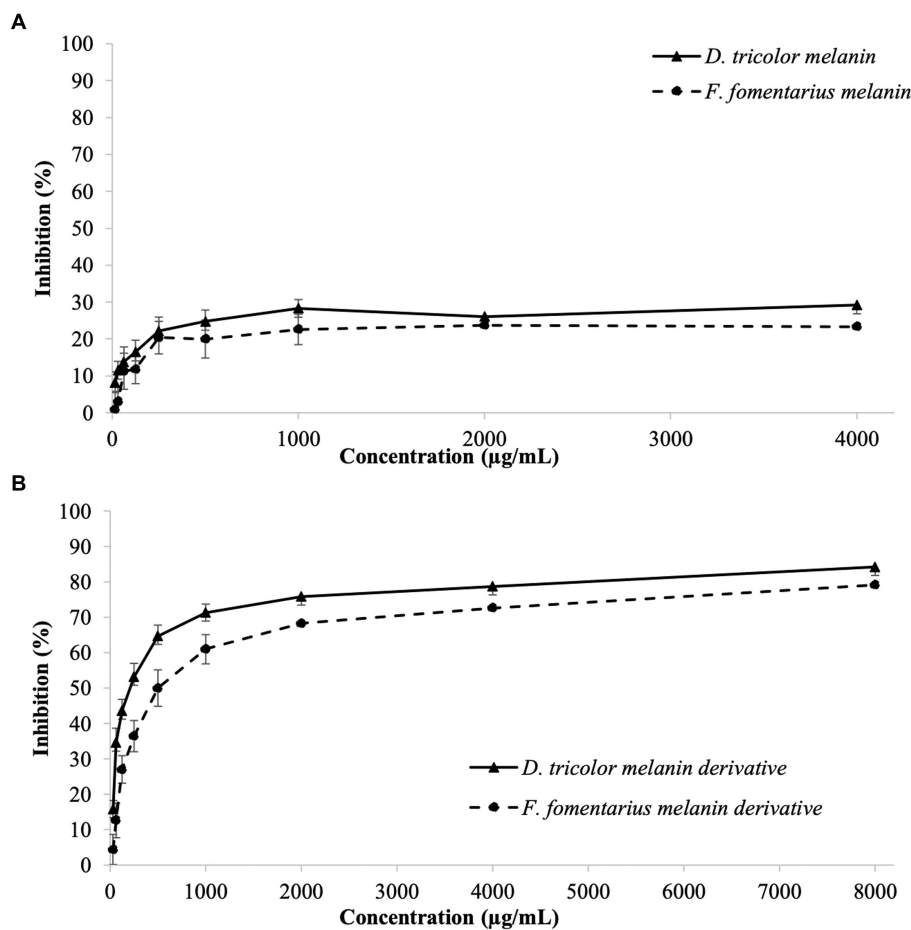 A
100
90
80
70
60
50
40
30
20
10
0
Inhibition (%)
D. tricolor melanin
F. fomentarius melanin
0 1000 2000 3000 4000
Concentration (µg/mL)
B
100
90
80
70
60
50
40
30
20
10
0
Inhibition (%)
D. tricolor melanin derivative
F. fomentarius melanin derivative
0 1000 2000 3000 4000 5000 6000 7000 8000
Concentration (µg/mL)